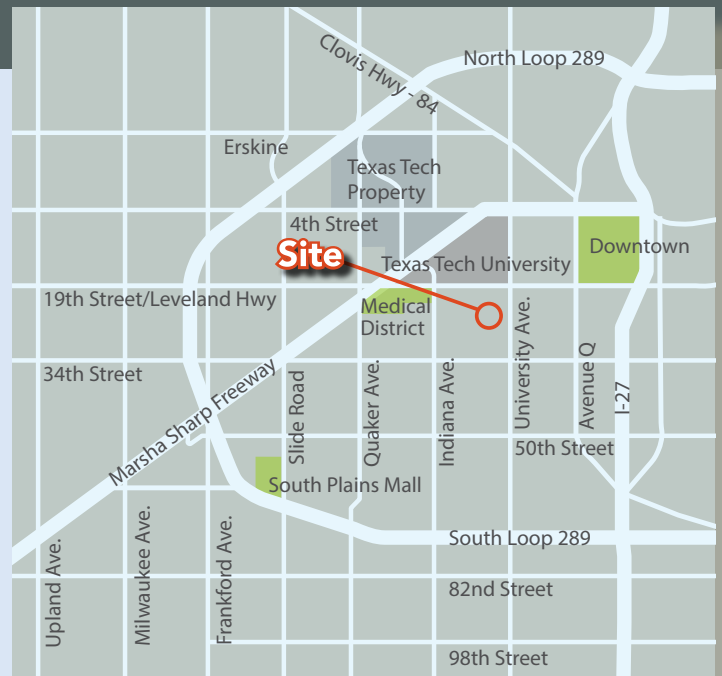 Clovis Hwy - 84
North Loop 289
Erskine
Texas Tech
Property
4th Street
Site
Downtown
Texas Tech University
19th Street/Leveland Hwy
Medical
District
University Ave.
34th Street
Avenue Q
I-27
Marsha Sharp Freeway
Slide Road
Quaker Ave.
Indiana Ave.
50th Street
South Plains Mall
South Loop 289
Upland Ave.
Milwaukee Ave.
Frankford Ave.
82nd Street
98th Street